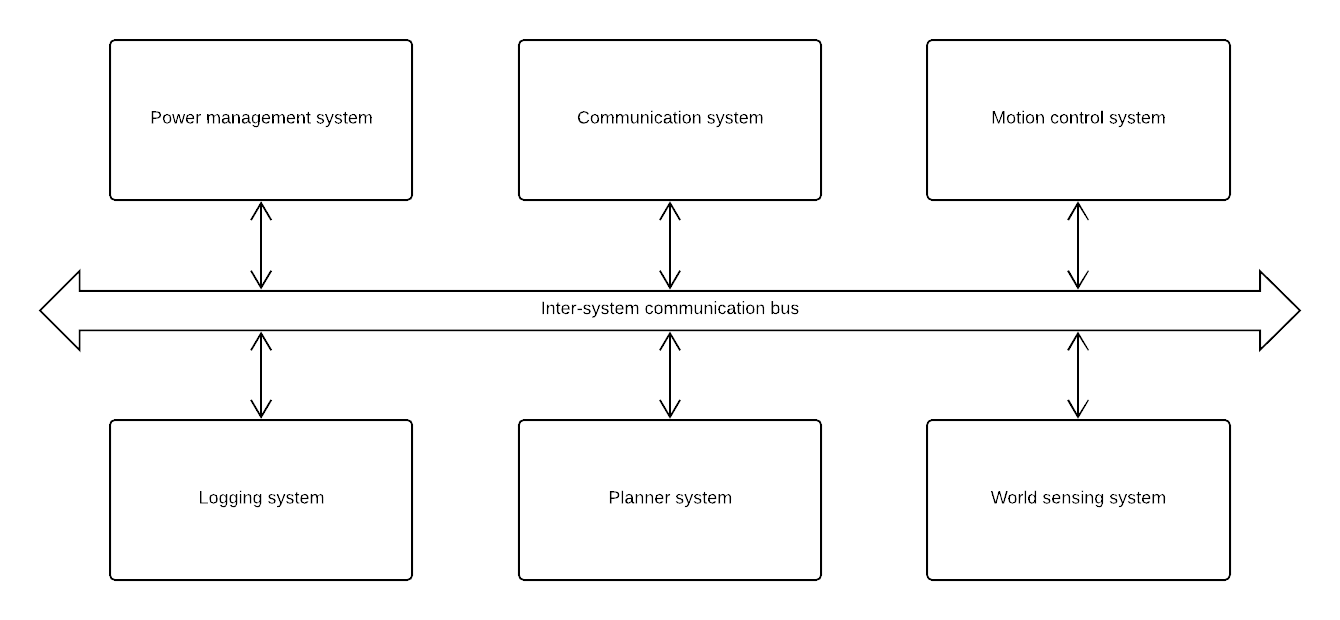 Power management system
Communication system
Motion control system
Inter-system communication bus
Logging system
Planner system
World sensing system